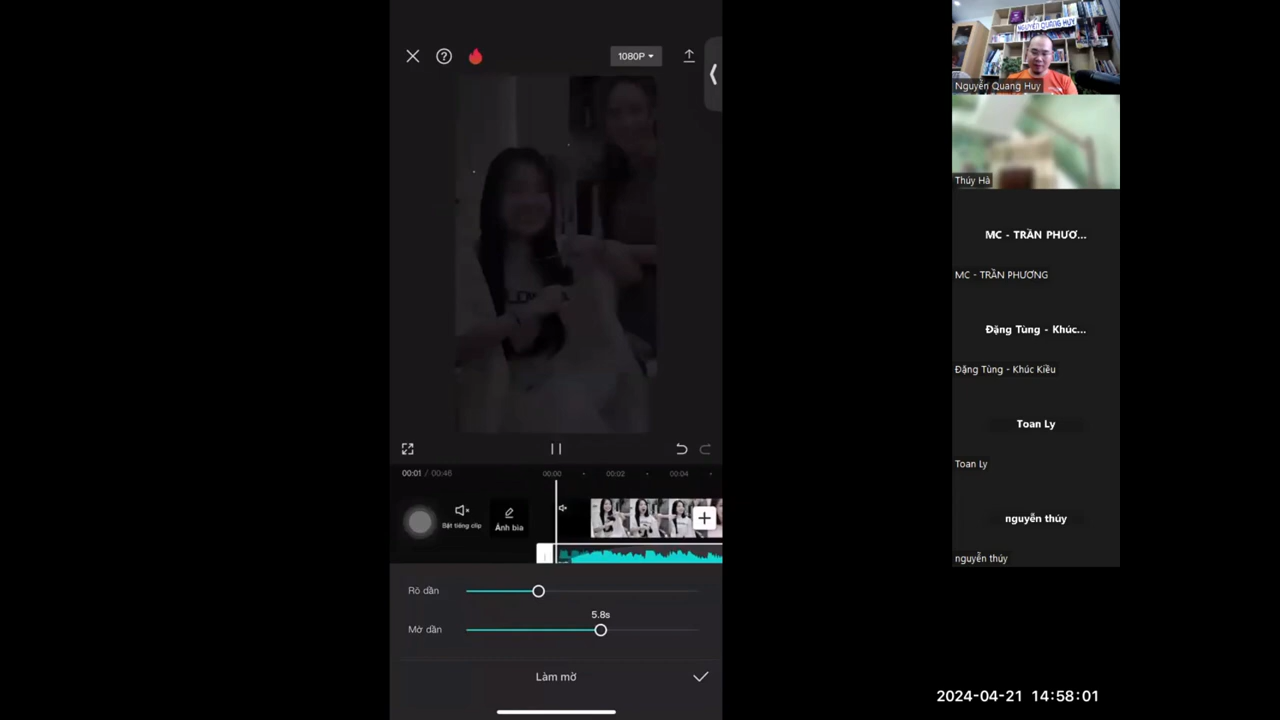 1080P
00:01 / 00:46
00:00
00:02
00:04
Bật tiếng clip
Ảnh bìa
Rõ dần
5.8s
Mờ dần
Làm mờ
NGUYỄN QUANG HUY
Nguyễn Quang Huy
Thúy Hà
MC - TRẦN PHƯƠ...
MC - TRẦN PHƯƠNG
Đặng Tùng - Khúc...
Đặng Tùng - Khúc Kiều
Toan Ly
Toan Ly
nguyễn thúy
nguyễn thúy
2024-04-21 14:58:01